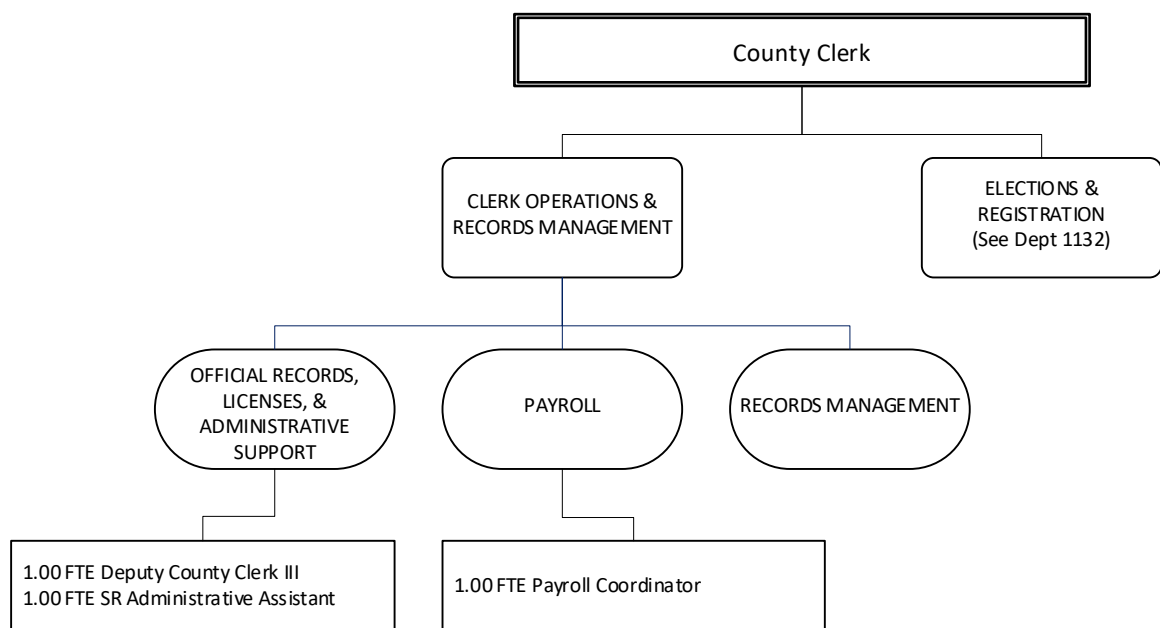 County Clerk
CLERK OPERATIONS &
RECORDS MANAGEMENT
ELECTIONS &
REGISTRATION
(See Dept 1132)
OFFICIAL RECORDS,
LICENSES, &
ADMINISTRATIVE
SUPPORT
PAYROLL
RECORDS MANAGEMENT
1.00 FTE Deputy County Clerk III
1.00 FTE SR Administrative Assistant
1.00 FTE Payroll Coordinator